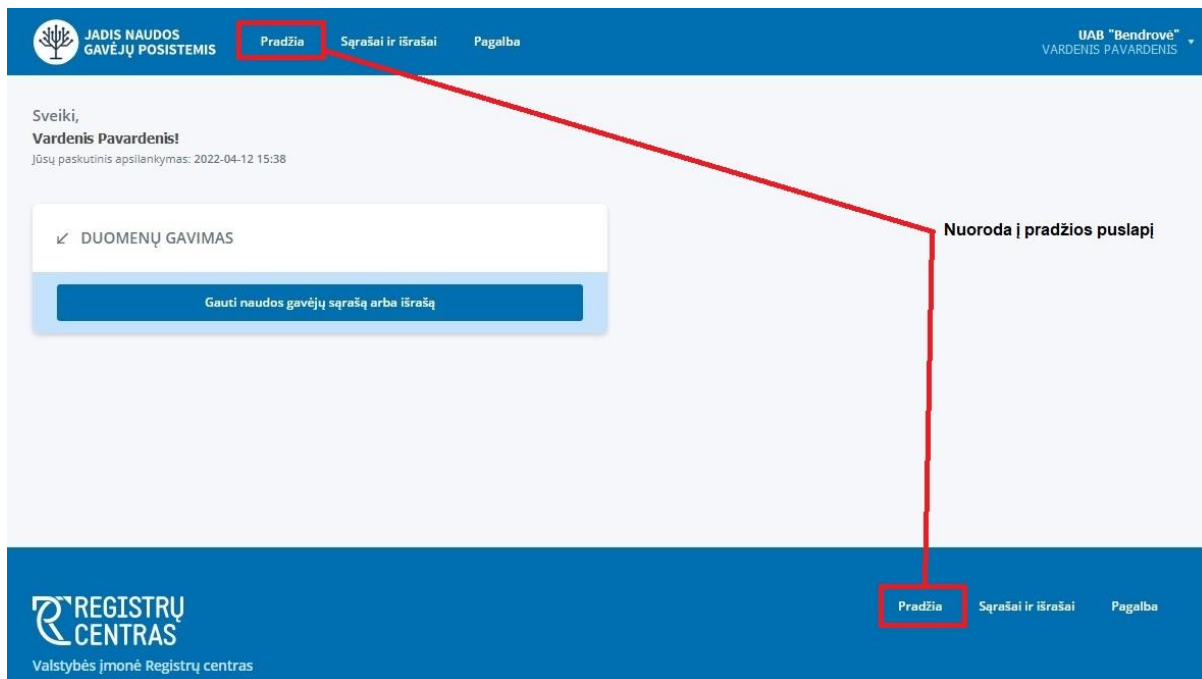 JADIS NAUDOS
GAVĖJŲ POSISTEMIS
Pradžia Sąrašai ir išrašai Pagalba
UAB "Bendrovė"
VARDENIS PAVARDENIS
Sveiki,
Vardenis Pavardenis!
Jūsų paskutinis apsilankymas: 2022-04-12 15:38
DUOMENŲ GAVIMAS
Nuoroda į pradžios puslapį
Gauti naudos gavėjų sąrašą arba išrašą
Pradžia Sąrašai ir išrašai Pagalba
REGISTRŲ
CENTRAS
Valstybės įmonė Registrų centras